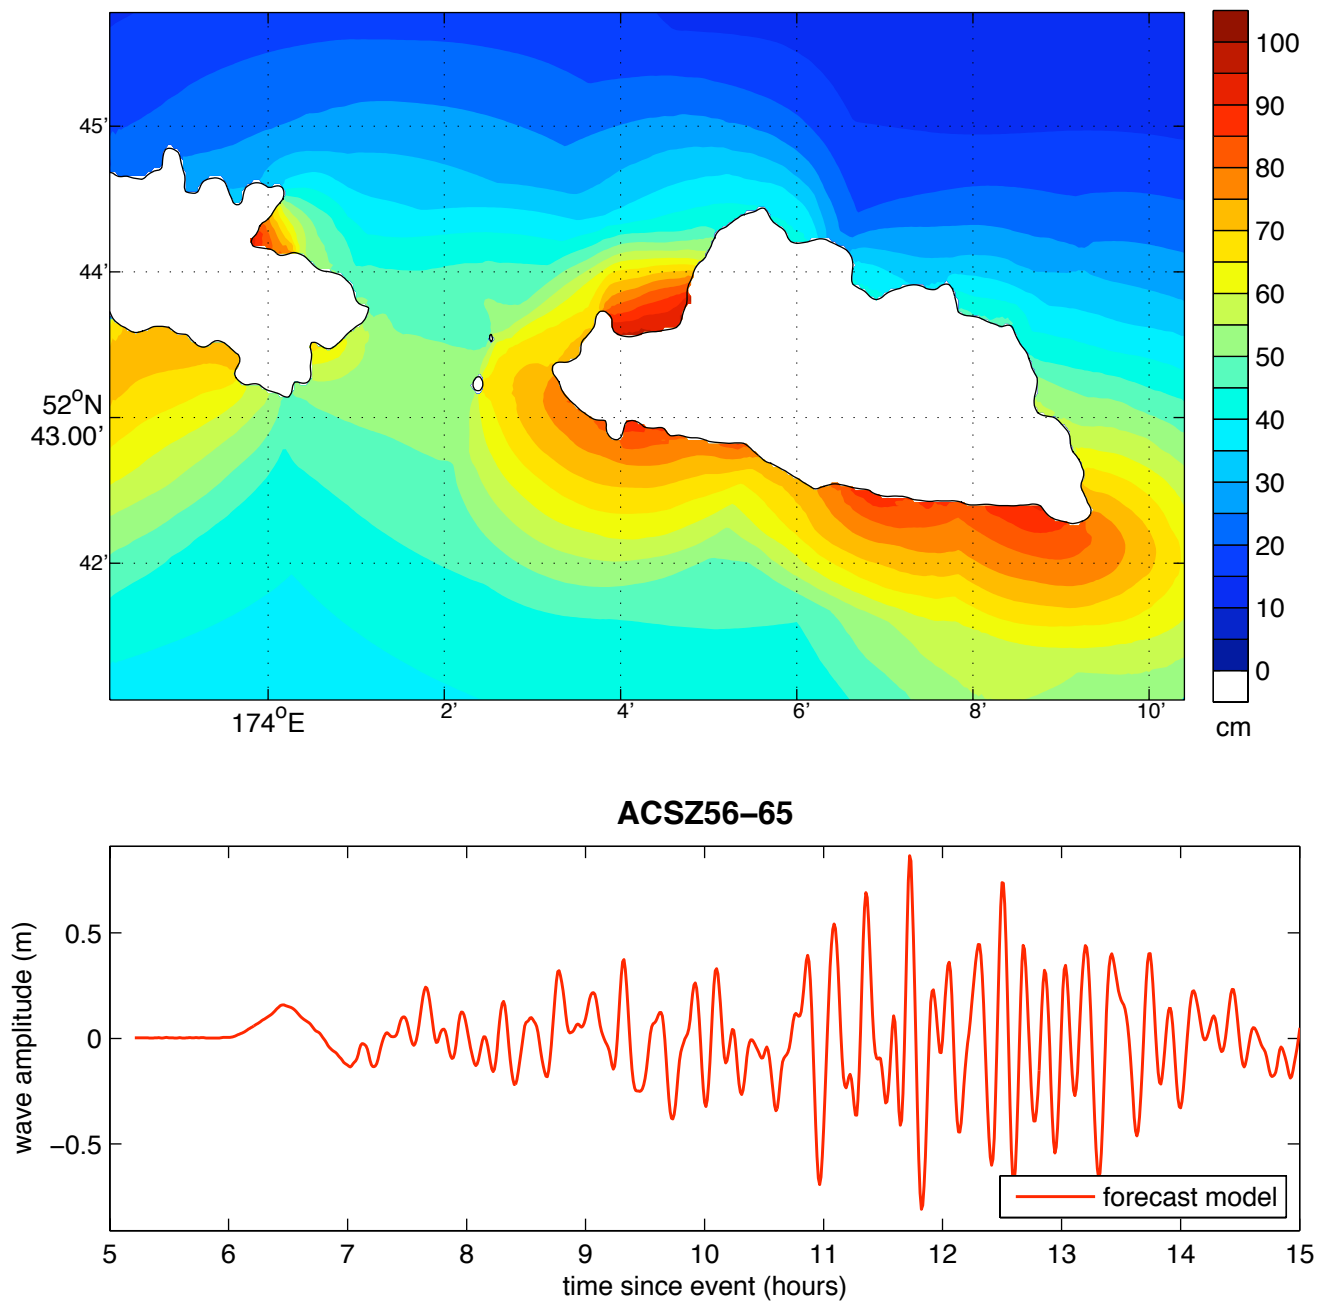 45’
44’
52°N
43.00’
42’
174°E
2’
4’
6’
8’
10’
100
90
80
70
60
50
40
30
20
10
0
cm
ACSZ56–65
wave amplitude (m)
0.5
0
−0.5
forecast model
5 6 7 8 9 10 11 12 13 14 15
time since event (hours)